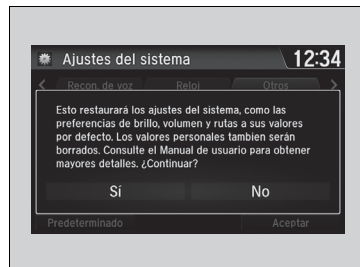 Ajustes del sistema 12:34
Recon. de voz Reloj Otros
Esto restaurará los ajustes del sistema, como las
preferencias de brillo, volumen y rutas a sus valores
por defecto. Los valores personales tambien serán
borrados. Consulte el Manual de usuario para obtener
mayores detalles. ¿Continuar?
Sí No
Predeterminado Aceptar